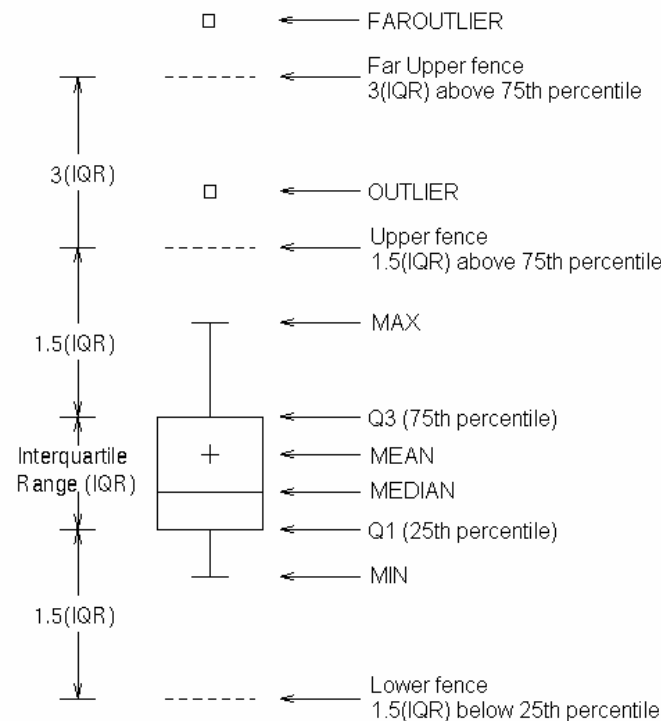 FAROUTLIER
Far Upper fence
3(IQR) above 75th percentile
3(IQR)
OUTLIER
Upper fence
1.5(IQR) above 75th percentile
MAX
1.5(IQR)
Q3 (75th percentile)
Interquartile
Range (IQR)
MEAN
MEDIAN
Q1 (25th percentile)
MIN
1.5(IQR)
Lower fence
1.5(IQR) below 25th percentile